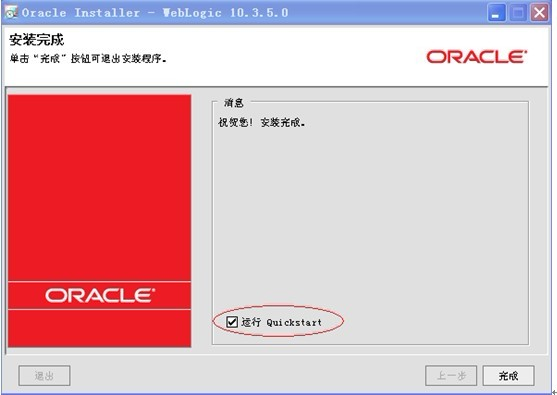 Oracle Installer - WebLogic 10.3.5.0
安装完成
单击“完成”按钮可退出安装程序。
ORACLE
消息
祝贺您! 安装完成。
ORACLE
运行 Quickstart
退出
上一步
完成